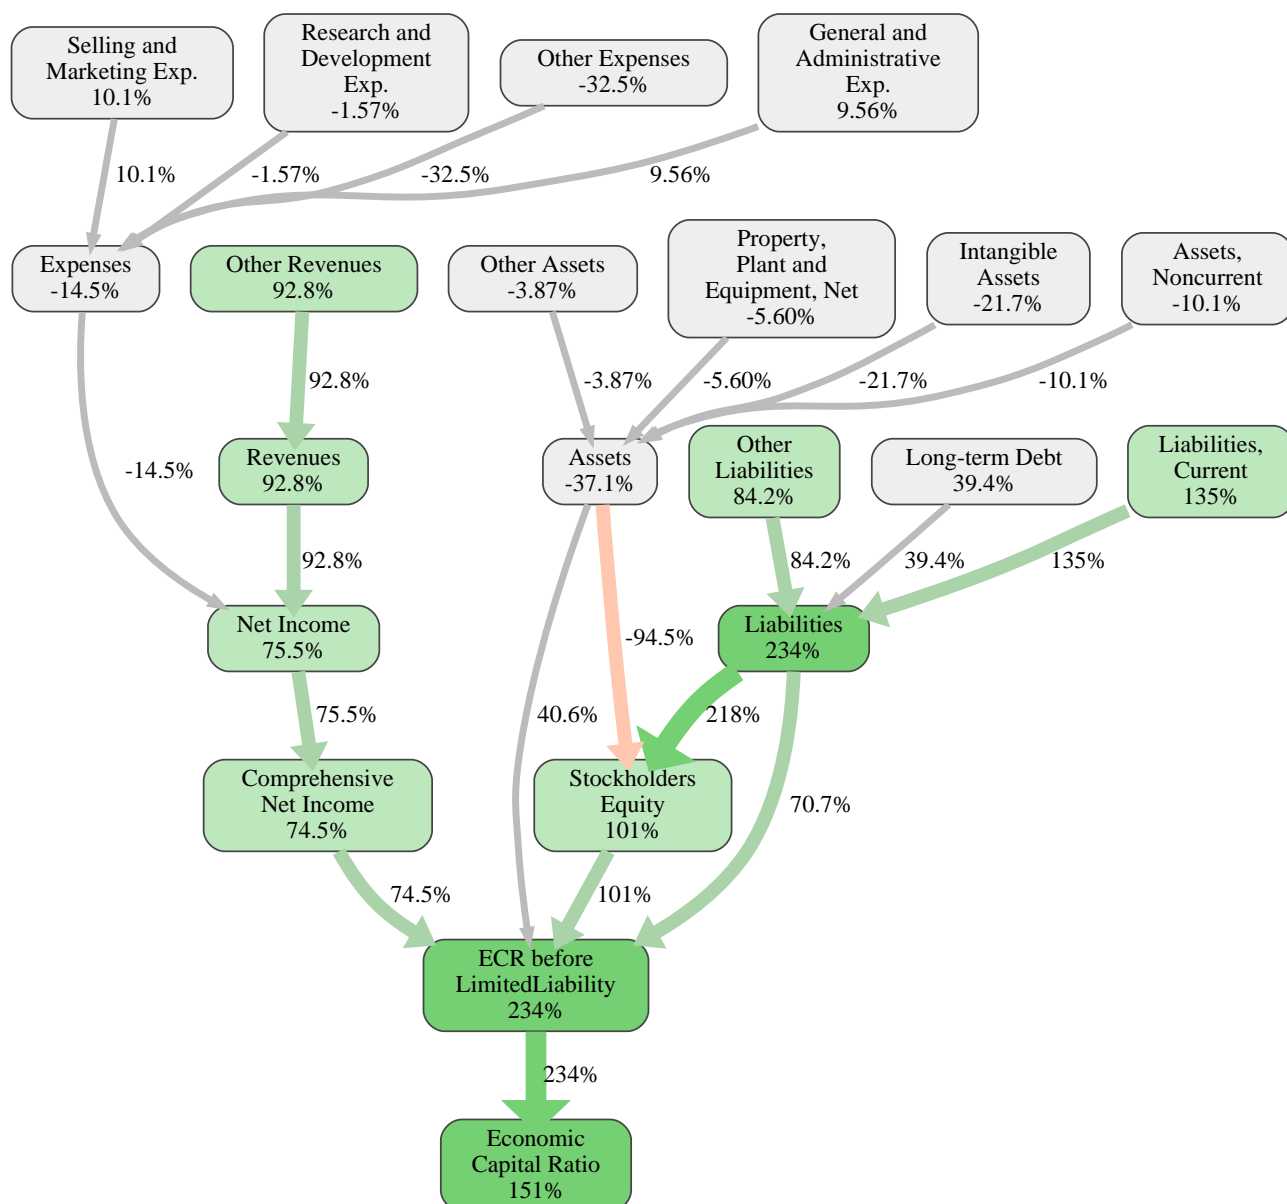 Selling and
Marketing Exp.
10.1%
Research and
Development
Exp.
-1.57%
Other Expenses
-32.5%
General and
Administrative
Exp.
9.56%
10.1%
-1.57%
-32.5%
9.56%
Expenses
-14.5%
Other Revenues
92.8%
Other Assets
-3.87%
Property,
Plant and
Equipment, Net
-5.60%
Intangible
Assets
-21.7%
Assets,
Noncurrent
-10.1%
92.8%
-3.87%
-5.60%
-21.7%
-10.1%
-14.5%
Revenues
92.8%
Assets
-37.1%
Other
Liabilities
84.2%
Long-term Debt
39.4%
Liabilities,
Current
135%
92.8%
84.2%
39.4%
135%
Net Income
75.5%
-94.5%
Liabilities
234%
75.5%
40.6%
218%
Comprehensive
Net Income
74.5%
Stockholders
Equity
101%
70.7%
74.5%
101%
ECR before
LimitedLiability
234%
234%
Economic
Capital Ratio
151%